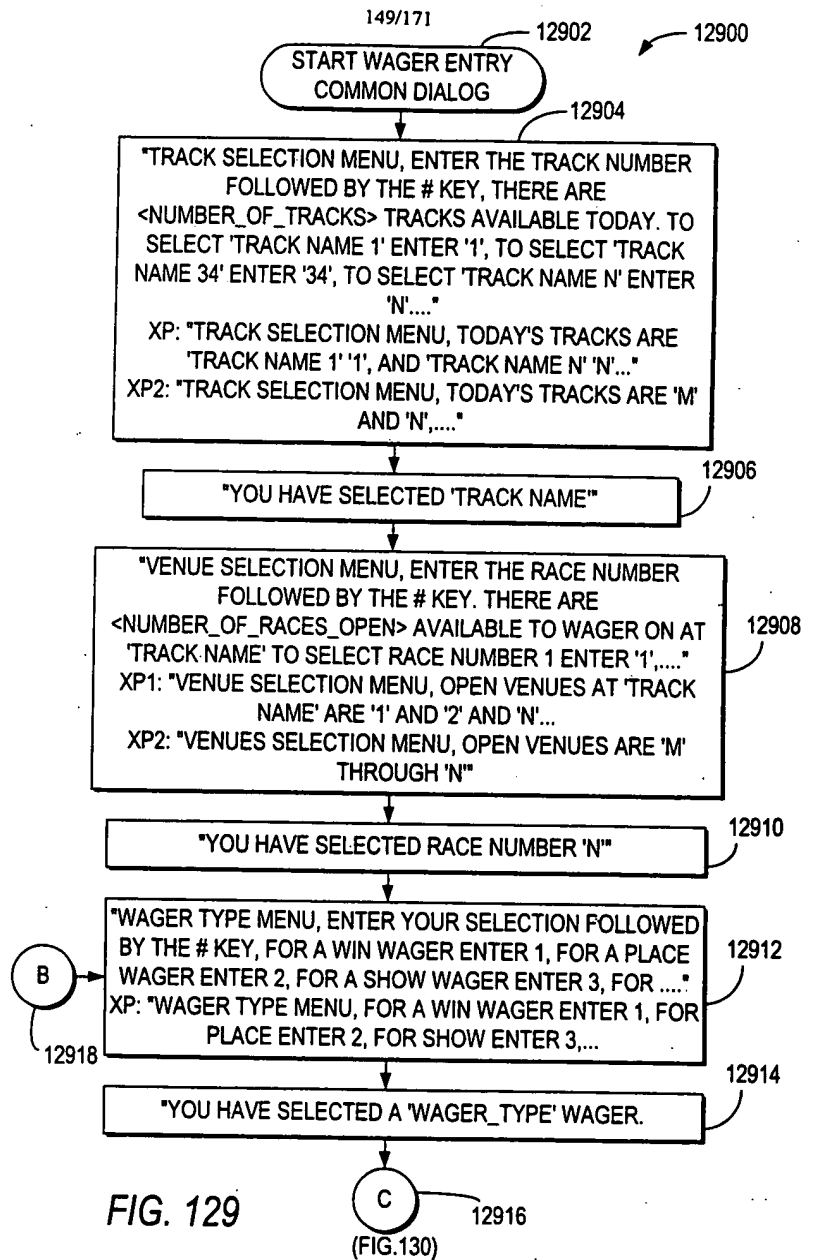 149/171
12902
12900
START WAGER ENTRY
COMMON DIALOG
12904
"TRACK SELECTION MENU, ENTER THE TRACK NUMBER
FOLLOWED BY THE # KEY, THERE ARE
<NUMBER_OF_TRACKS> TRACKS AVAILABLE TODAY. TO
SELECT 'TRACK NAME 1' ENTER '1', TO SELECT 'TRACK
NAME 34' ENTER '34', TO SELECT 'TRACK NAME N' ENTER
'N'...."
XP: "TRACK SELECTION MENU, TODAY'S TRACKS ARE
'TRACK NAME 1' '1', AND 'TRACK NAME N' 'N'..."
XP2: "TRACK SELECTION MENU, TODAY'S TRACKS ARE 'M'
AND 'N',...."
12906
"YOU HAVE SELECTED 'TRACK NAME'"
"VENUE SELECTION MENU, ENTER THE RACE NUMBER
FOLLOWED BY THE # KEY. THERE ARE
<NUMBER_OF_RACES_OPEN> AVAILABLE TO WAGER ON AT
'TRACK NAME' TO SELECT RACE NUMBER 1 ENTER '1',...."
XP1: "VENUE SELECTION MENU, OPEN VENUES AT 'TRACK
NAME' ARE '1' AND '2' AND 'N'...
XP2: "VENUES SELECTION MENU, OPEN VENUES ARE 'M'
THROUGH 'N'"
12908
12910
"YOU HAVE SELECTED RACE NUMBER 'N'"
"WAGER TYPE MENU, ENTER YOUR SELECTION FOLLOWED
BY THE # KEY, FOR A WIN WAGER ENTER 1, FOR A PLACE
WAGER ENTER 2, FOR A SHOW WAGER ENTER 3, FOR ...."
XP: "WAGER TYPE MENU, FOR A WIN WAGER ENTER 1, FOR
PLACE ENTER 2, FOR SHOW ENTER 3,...
12912
B
12918
12914
"YOU HAVE SELECTED A 'WAGER_TYPE' WAGER.
FIG. 129
C
12916
(FIG.130)